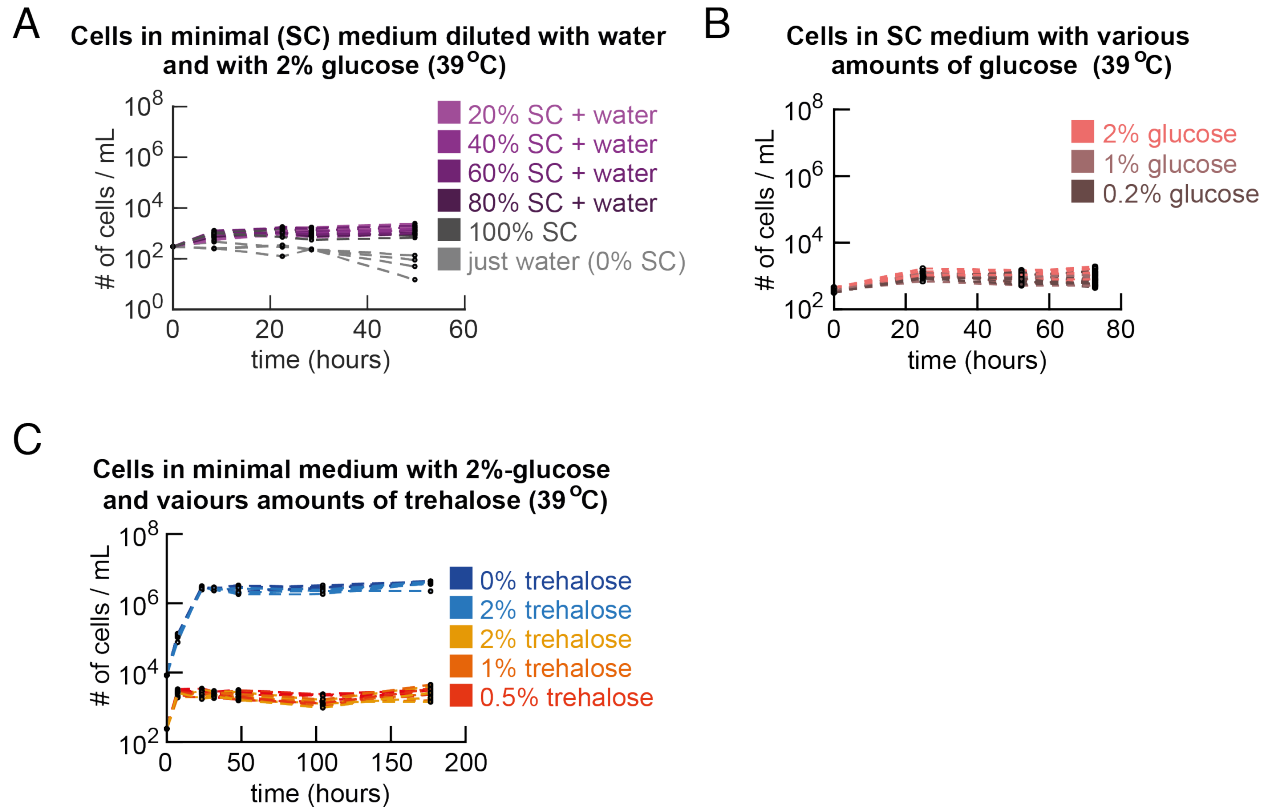 A
Cells in minimal (SC) medium diluted with water
and with 2% glucose (39°C)
10^8
10^6
10^4
10^2
10^0
# of cells / mL
0
20
40
60
time (hours)
20% SC + water
40% SC + water
60% SC + water
80% SC + water
100% SC
just water (0% SC)
B
Cells in SC medium with various
amounts of glucose (39°C)
10^8
10^6
10^4
10^2
# of cells / mL
0
20
40
60
80
time (hours)
2% glucose
1% glucose
0.2% glucose
C
Cells in minimal medium with 2%-glucose
and vaiours amounts of trehalose (39°C)
10^8
10^6
10^4
10^2
# of cells / mL
0
50
100
150
200
time (hours)
0% trehalose
2% trehalose
2% trehalose
1% trehalose
0.5% trehalose